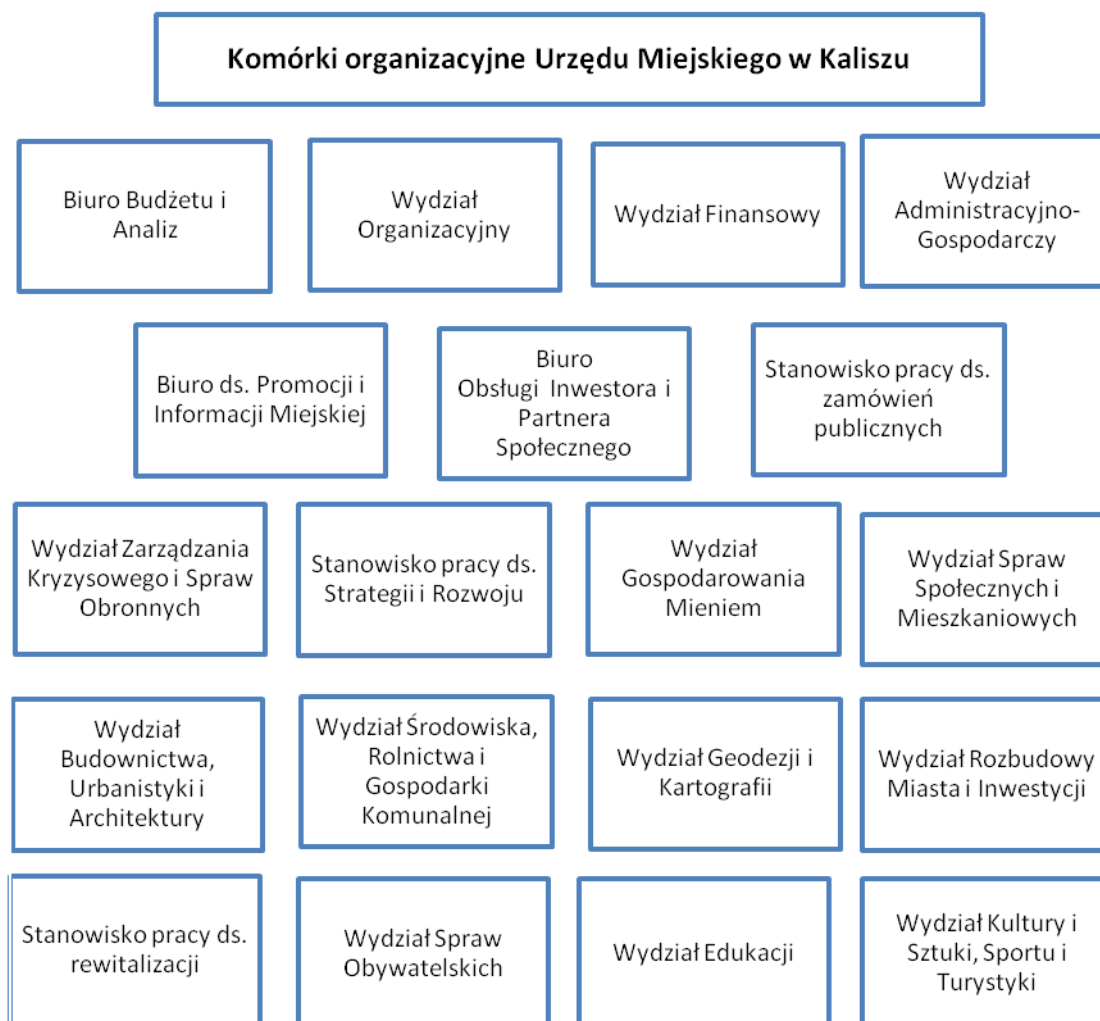 Komórki organizacyjne Urzędu Miejskiego w Kaliszu
Biuro Budżetu i
Analiz
Wydział
Organizacyjny
Wydział Finansowy
Wydział
Administracyjno-
Gospodarczy
Biuro ds. Promocji i
Informacji Miejskiej
Biuro
Obsługi Inwestora i
Partnera
Społecznego
Stanowisko pracy ds.
zamówień
publicznych
Wydział Zarządzania
Kryzysowego i Spraw
Obronnych
Stanowisko pracy ds.
Strategii i Rozwoju
Wydział
Gospodarowania
Mieniem
Wydział Spraw
Społecznych i
Mieszkaniowych
Wydział
Budownictwa,
Urbanistyki i
Architektury
Wydział Środowiska,
Rolnictwa i
Gospodarki
Komunalnej
Wydział Geodezji i
Kartografii
Wydział Rozbudowy
Miasta i Inwestycji
Stanowisko pracy ds.
rewitalizacji
Wydział Spraw
Obywatelskich
Wydział Edukacji
Wydział Kultury i
Sztuki, Sportu i
Turystyki